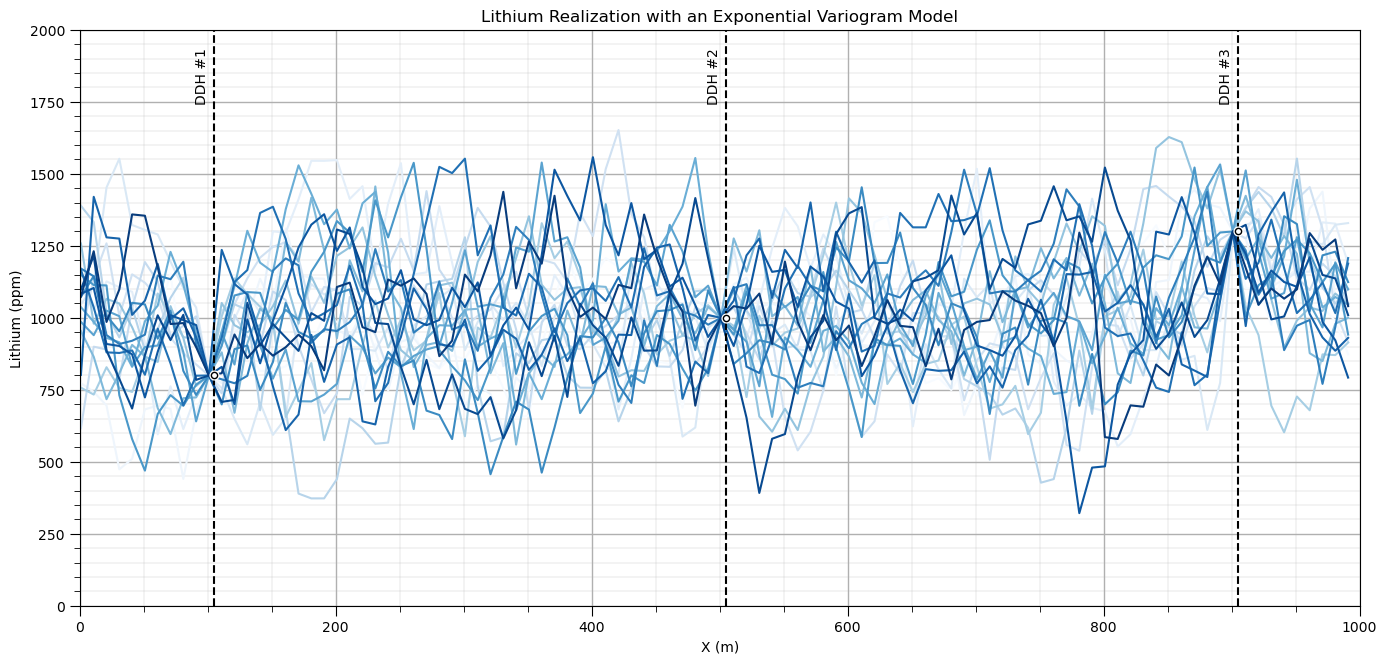 Lithium Realization with an Exponential Variogram Model
2000
1750
1500
1250
1000
750
500
250
0
Lithium (ppm)
DDH #1
DDH #2
DDH #3
0
200
400
600
800
1000
X (m)